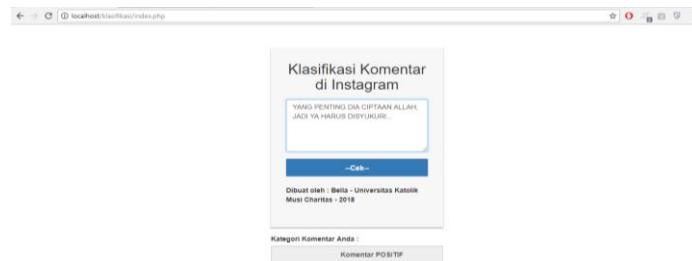 localhost/klasifikasi/index.php
Klasifikasi Komentar
di Instagram
YANG PENTING DIA CIPTAAN ALLAH,
JADI YA HARUS DISYUKURI...
--Cek--
Dibuat oleh : Bella - Universitas Katolik
Musi Charitas - 2018
Kategori Komentar Anda :
Komentar POSITIF